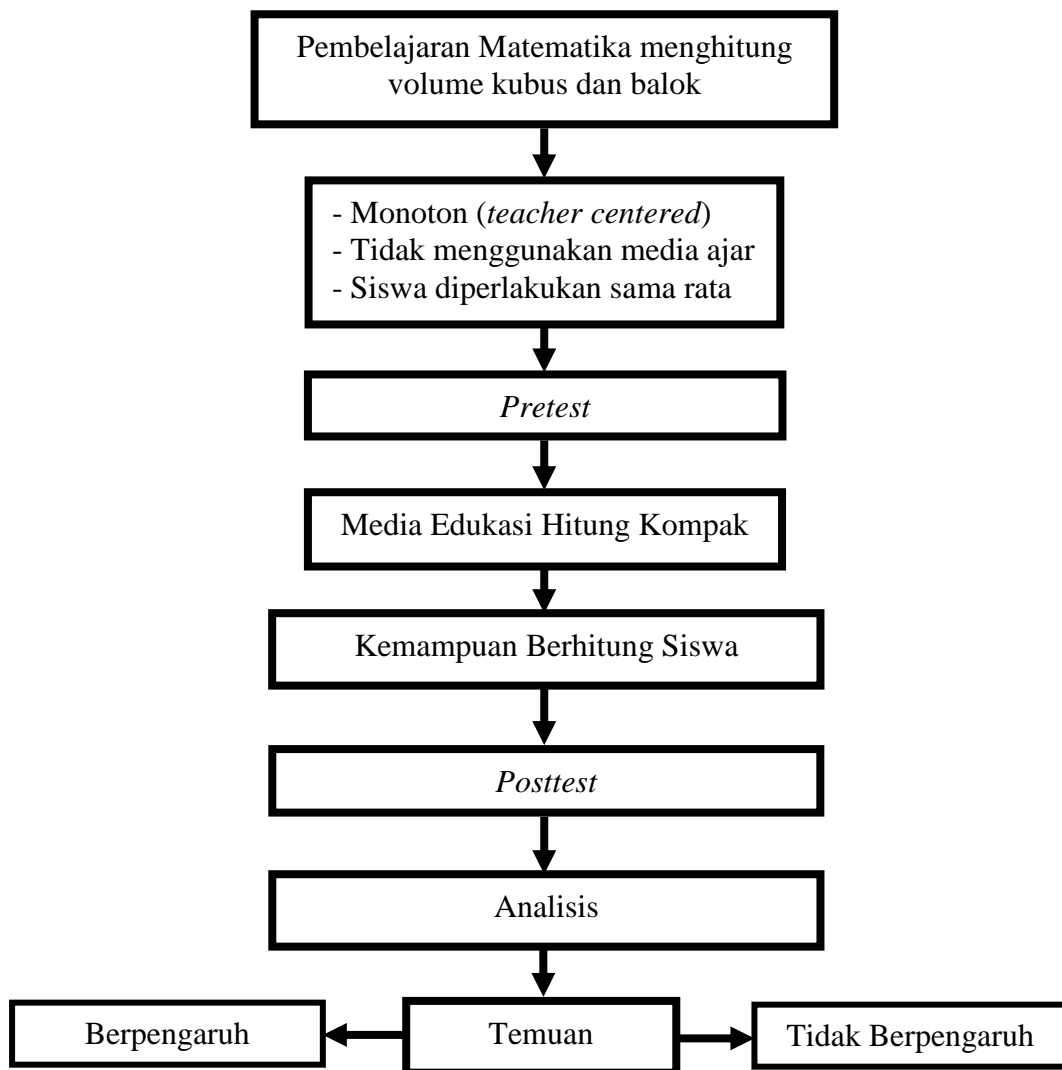 Pembelajaran Matematika menghitung
volume kubus dan balok
- Monoton (teacher centered)
- Tidak menggunakan media ajar
- Siswa diperlakukan sama rata
Pretest
Media Edukasi Hitung Kompak
Kemampuan Berhitung Siswa
Posttest
Analisis
Berpengaruh
Temuan
Tidak Berpengaruh